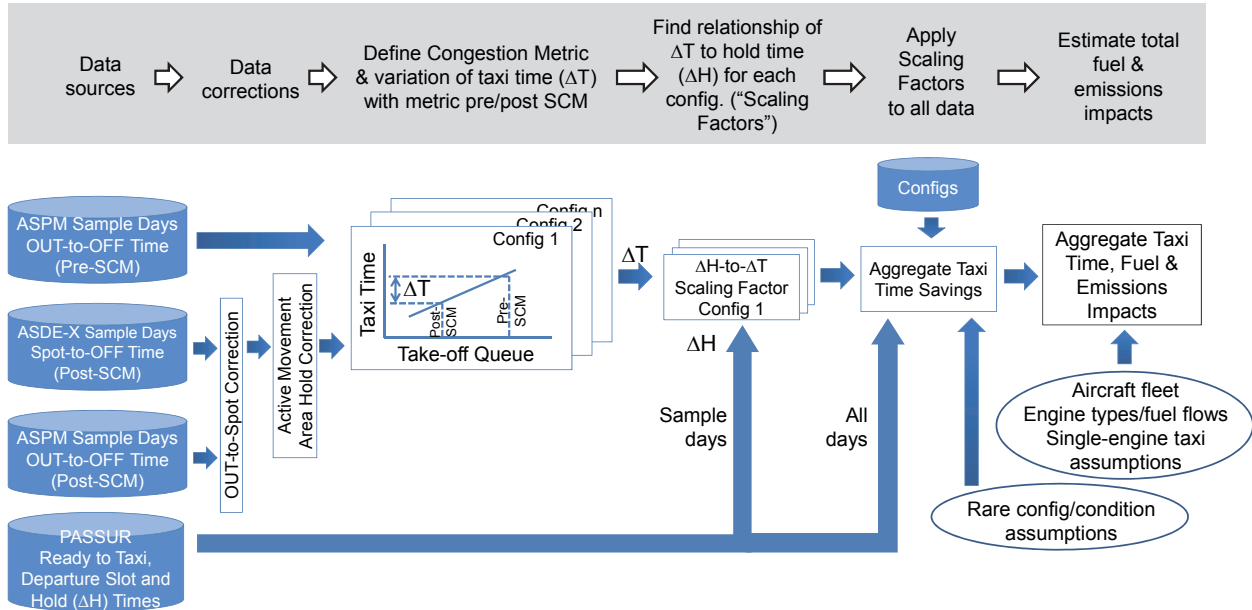 Data
sources
Data
corrections
Define Congestion Metric
& variation of taxi time (ΔT)
with metric pre/post SCM
Find relationship of
ΔT to hold time
(ΔH) for each
config. (“Scaling
Factors”)
Apply
Scaling
Factors
to all data
Estimate total
fuel &
emissions
impacts
ASPM Sample Days
OUT-to-OFF Time
(Pre-SCM)
ASDE-X Sample Days
Spot-to-OFF Time
(Post-SCM)
ASPM Sample Days
OUT-to-OFF Time
(Post-SCM)
PASSUR
Ready to Taxi,
Departure Slot and
Hold (ΔH) Times
OUT-to-Spot Correction
Active Movement
Area Hold Correction
Config n
Config 2
Config 1
Taxi Time
ΔT
Post-
SCM
Pre-
SCM
Take-off Queue
ΔT
ΔH-to-ΔT
Scaling Factor
Config 1
ΔH
Sample
days
All
days
Configs
Aggregate Taxi
Time Savings
Aggregate Taxi
Time, Fuel &
Emissions
Impacts
Aircraft fleet
Engine types/fuel flows
Single-engine taxi
assumptions
Rare config/condition
assumptions